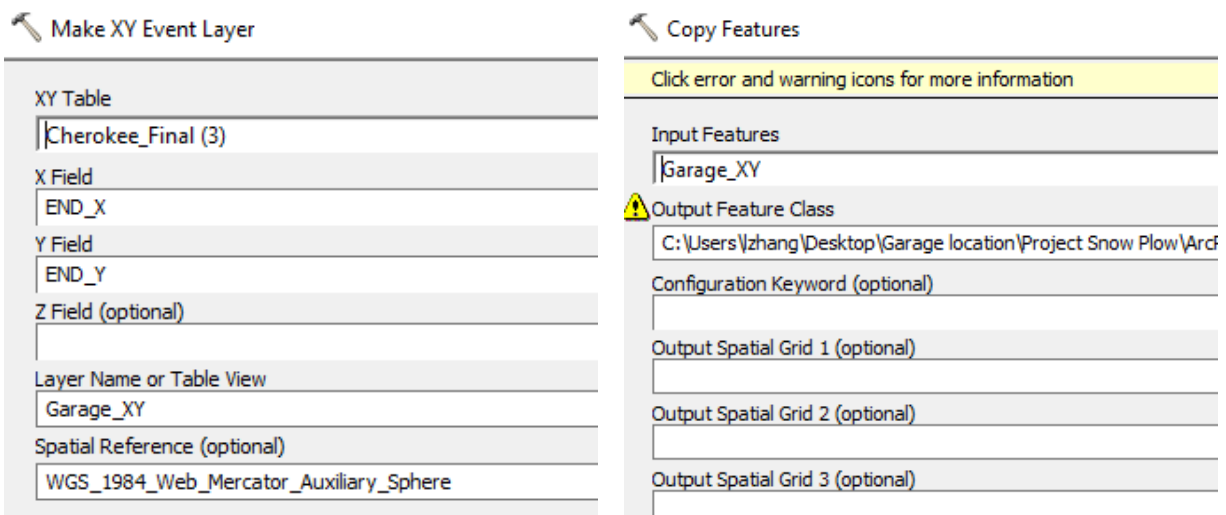 Make XY Event Layer
XY Table
Cherokee_Final (3)
X Field
END_X
Y Field
END_Y
Z Field (optional)
Layer Name or Table View
Garage_XY
Spatial Reference (optional)
WGS_1984_Web_Mercator_Auxiliary_Sphere
Copy Features
Click error and warning icons for more information
Input Features
Garage_XY
Output Feature Class
C:\Users\lzhang\Desktop\Garage location\Project Snow Plow\Arc
Configuration Keyword (optional)
Output Spatial Grid 1 (optional)
Output Spatial Grid 2 (optional)
Output Spatial Grid 3 (optional)